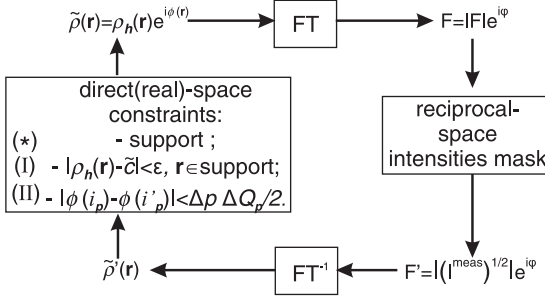 ρ̃(r)=ρₕ(r)e^{iϕ(r)}
FT
F=|F|e^{iφ}
direct(real)-space
constraints:
(*) - support ;
(I) - |ρₕ(r)-c̃|<ε, r∈support;
(II) - |ϕ(iₚ)-ϕ(i'ₚ)|<Δp ΔQₚ/2.
reciprocal-
space
intensities mask
ρ̃'(r)
FT⁻¹
F'=|(I^{meas})^{1/2}|e^{iφ}